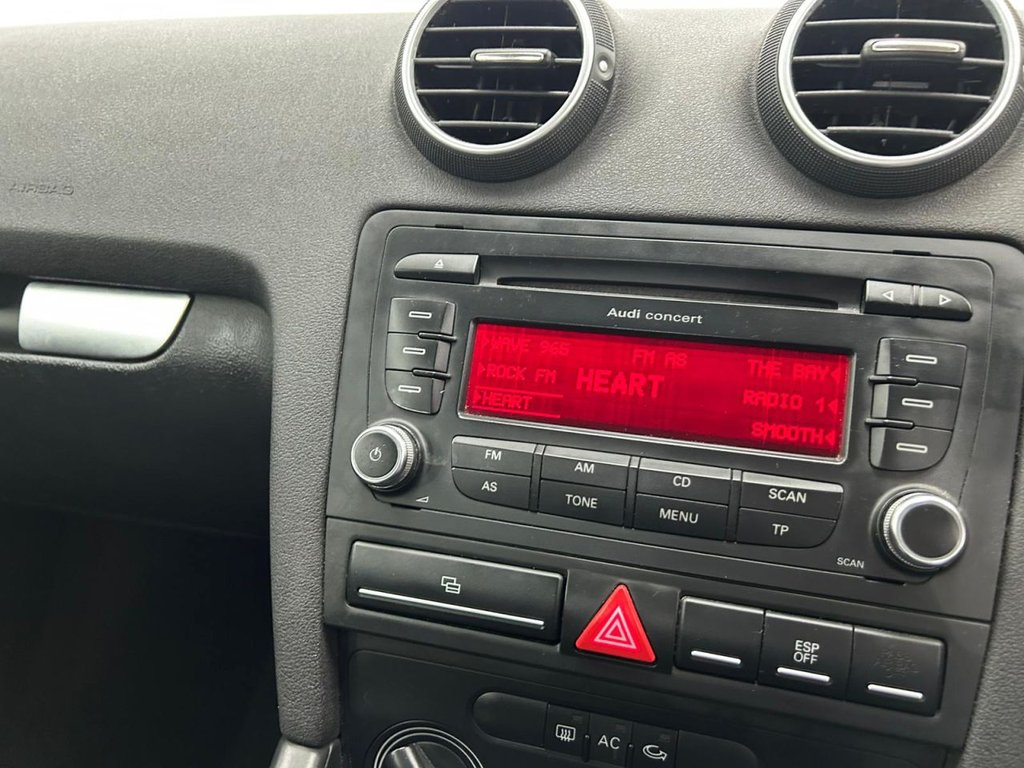 AIRBAG
Audi concert
WAVE 965 FM AS THE BAY
ROCK FM HEART RADIO 1
HEART SMOOTH
FM AM CD SCAN
AS TONE MENU TP
SCAN
ESP
OFF
AC